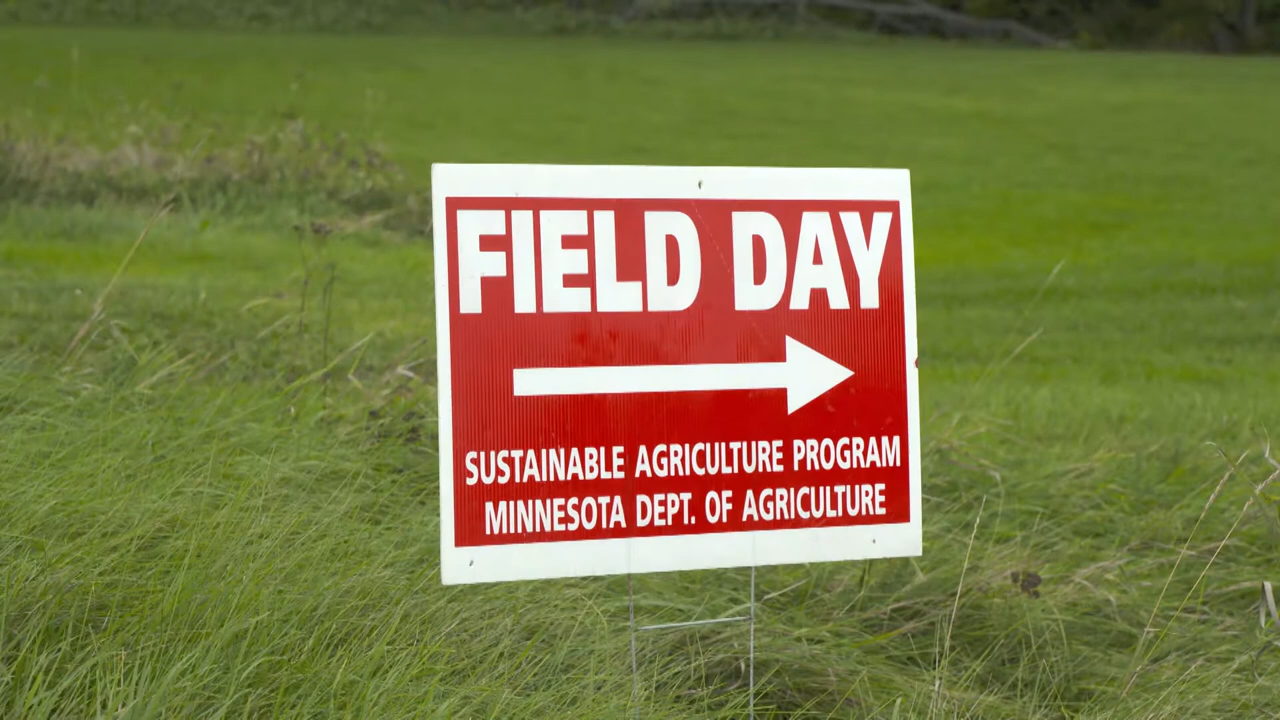 FIELD DAY
SUSTAINABLE AGRICULTURE PROGRAM
MINNESOTA DEPT. OF AGRICULTURE